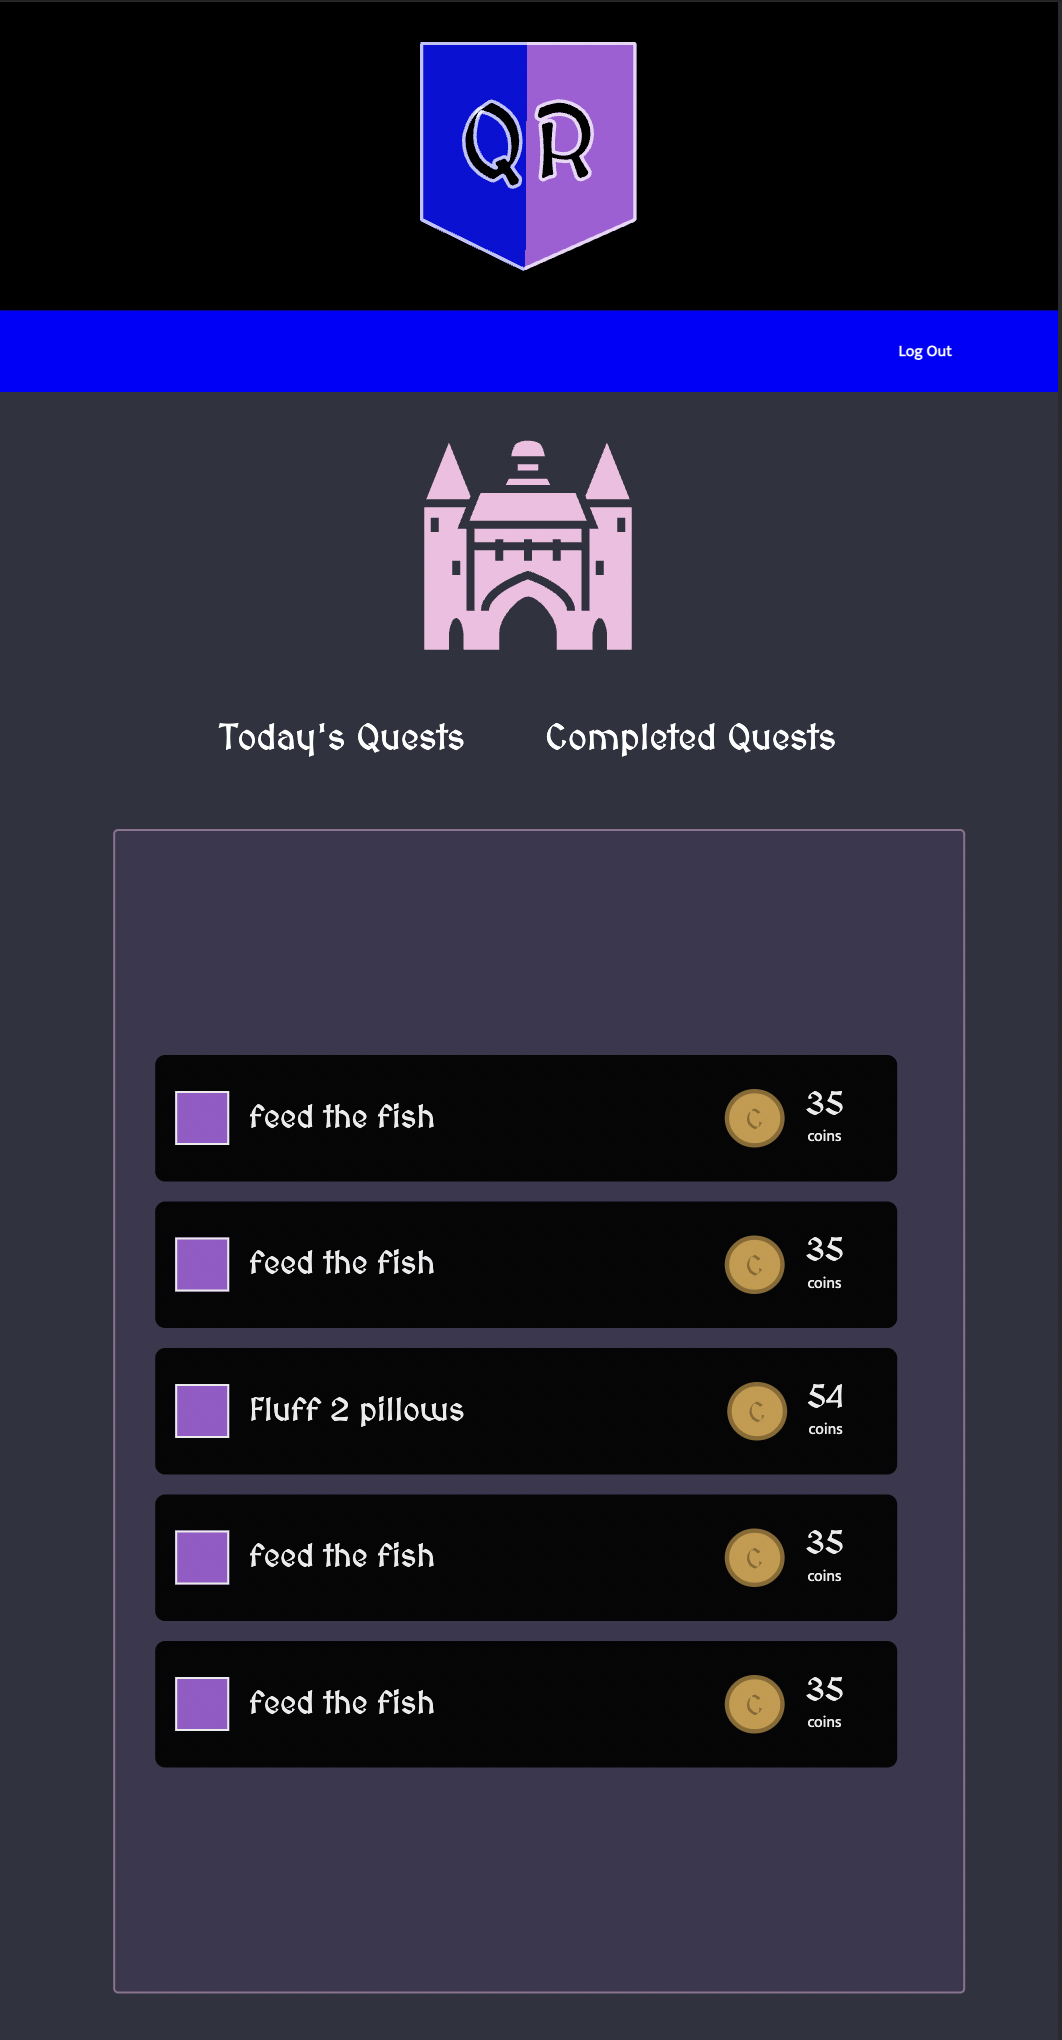 QR
Log Out
Today's Quests
Completed Quests
feed the fish
C
35
coins
feed the fish
C
35
coins
Fluff 2 pillows
C
54
coins
feed the fish
C
35
coins
feed the fish
C
35
coins